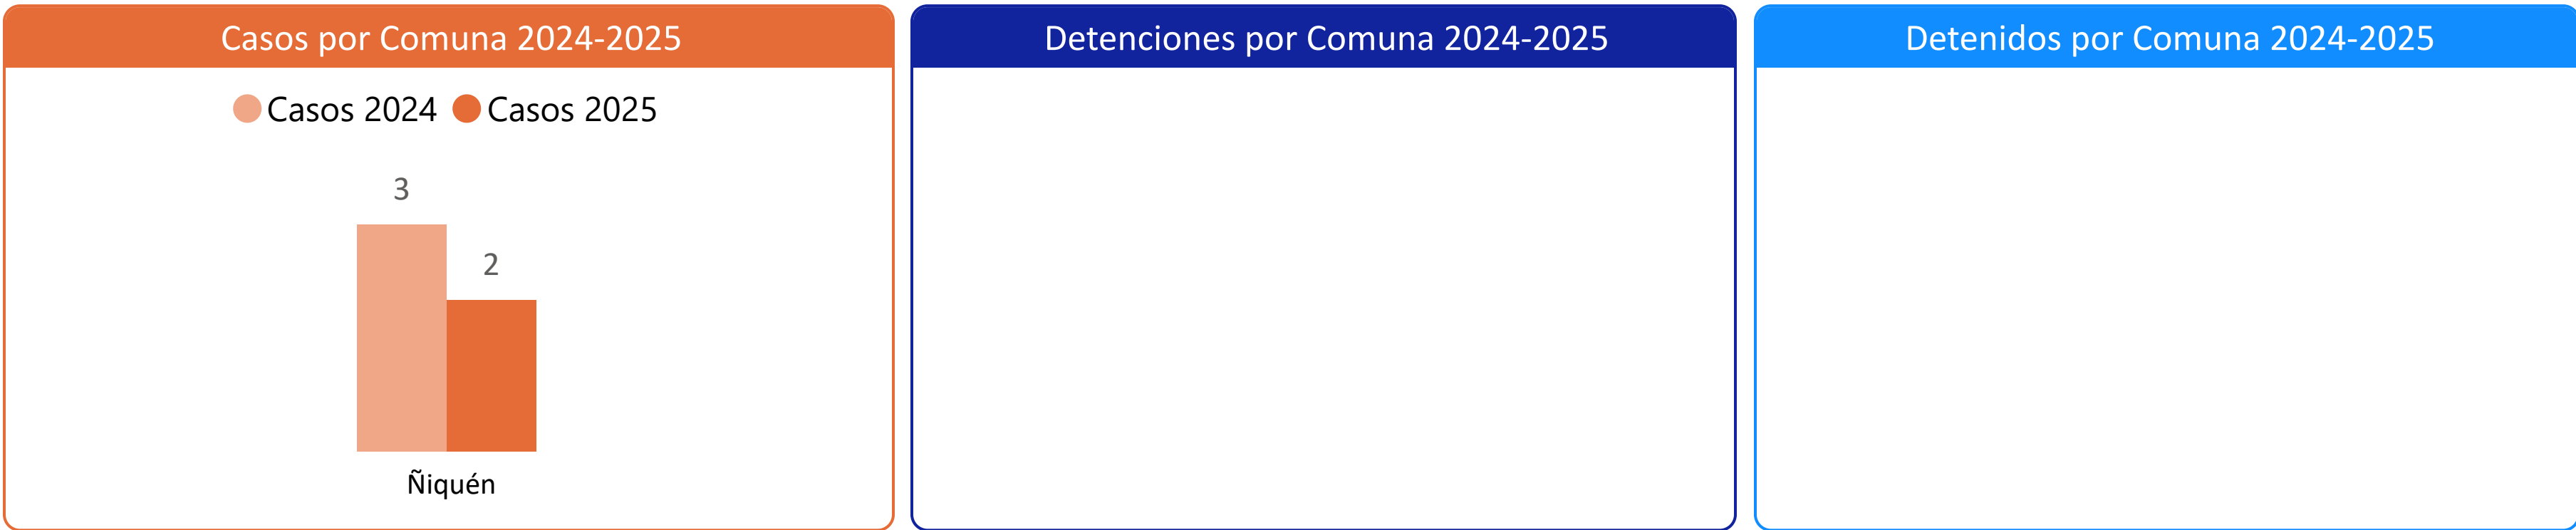 Casos por Comuna 2024-2025
Casos 2024 Casos 2025
3
2
Ñiquén
Detenciones por Comuna 2024-2025
Detenidos por Comuna 2024-2025